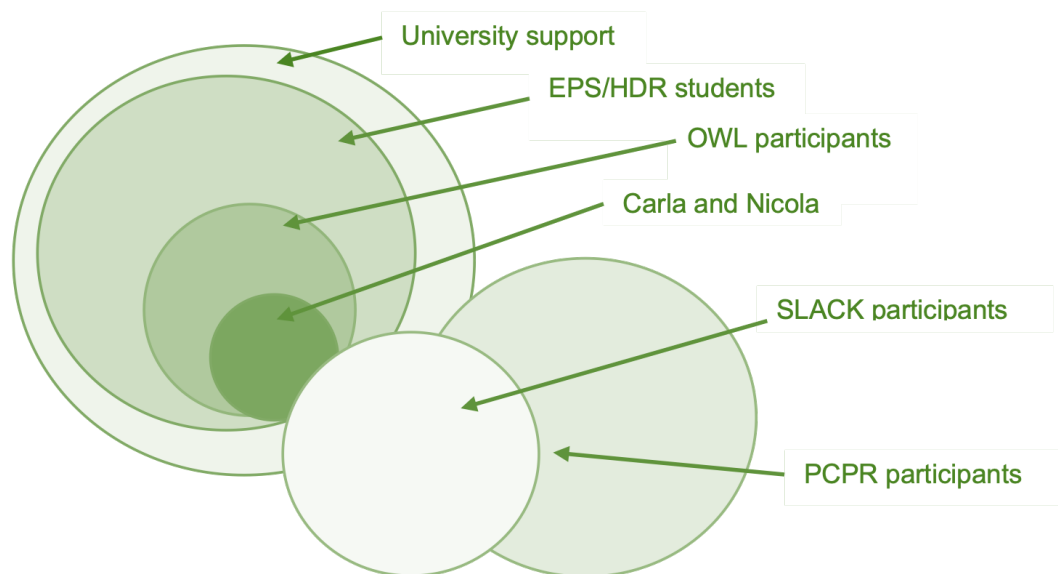 University support
EPS/HDR students
OWL participants
Carla and Nicola
SLACK participants
PCPR participants